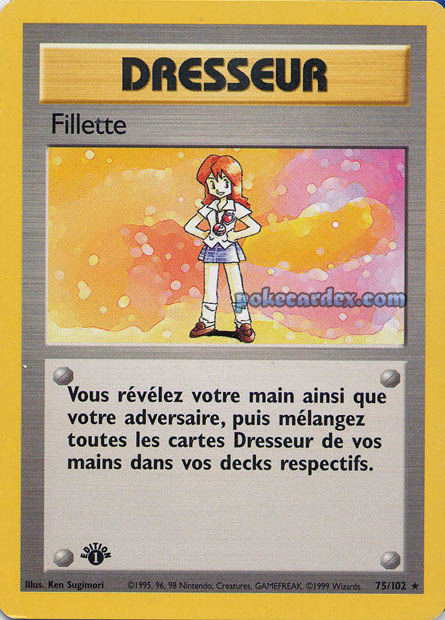 DRESSEUR
Fillette
pokecardex.com
Vous révélez votre main ainsi que
votre adversaire, puis mélangez
toutes les cartes Dresseur de vos
mains dans vos decks respectifs.
EDITION
1
Illus. Ken Sugimori ©1995, 96, 98 Nintendo, Creatures, GAMEFREAK. ©1999 Wizards. 75/102 ★